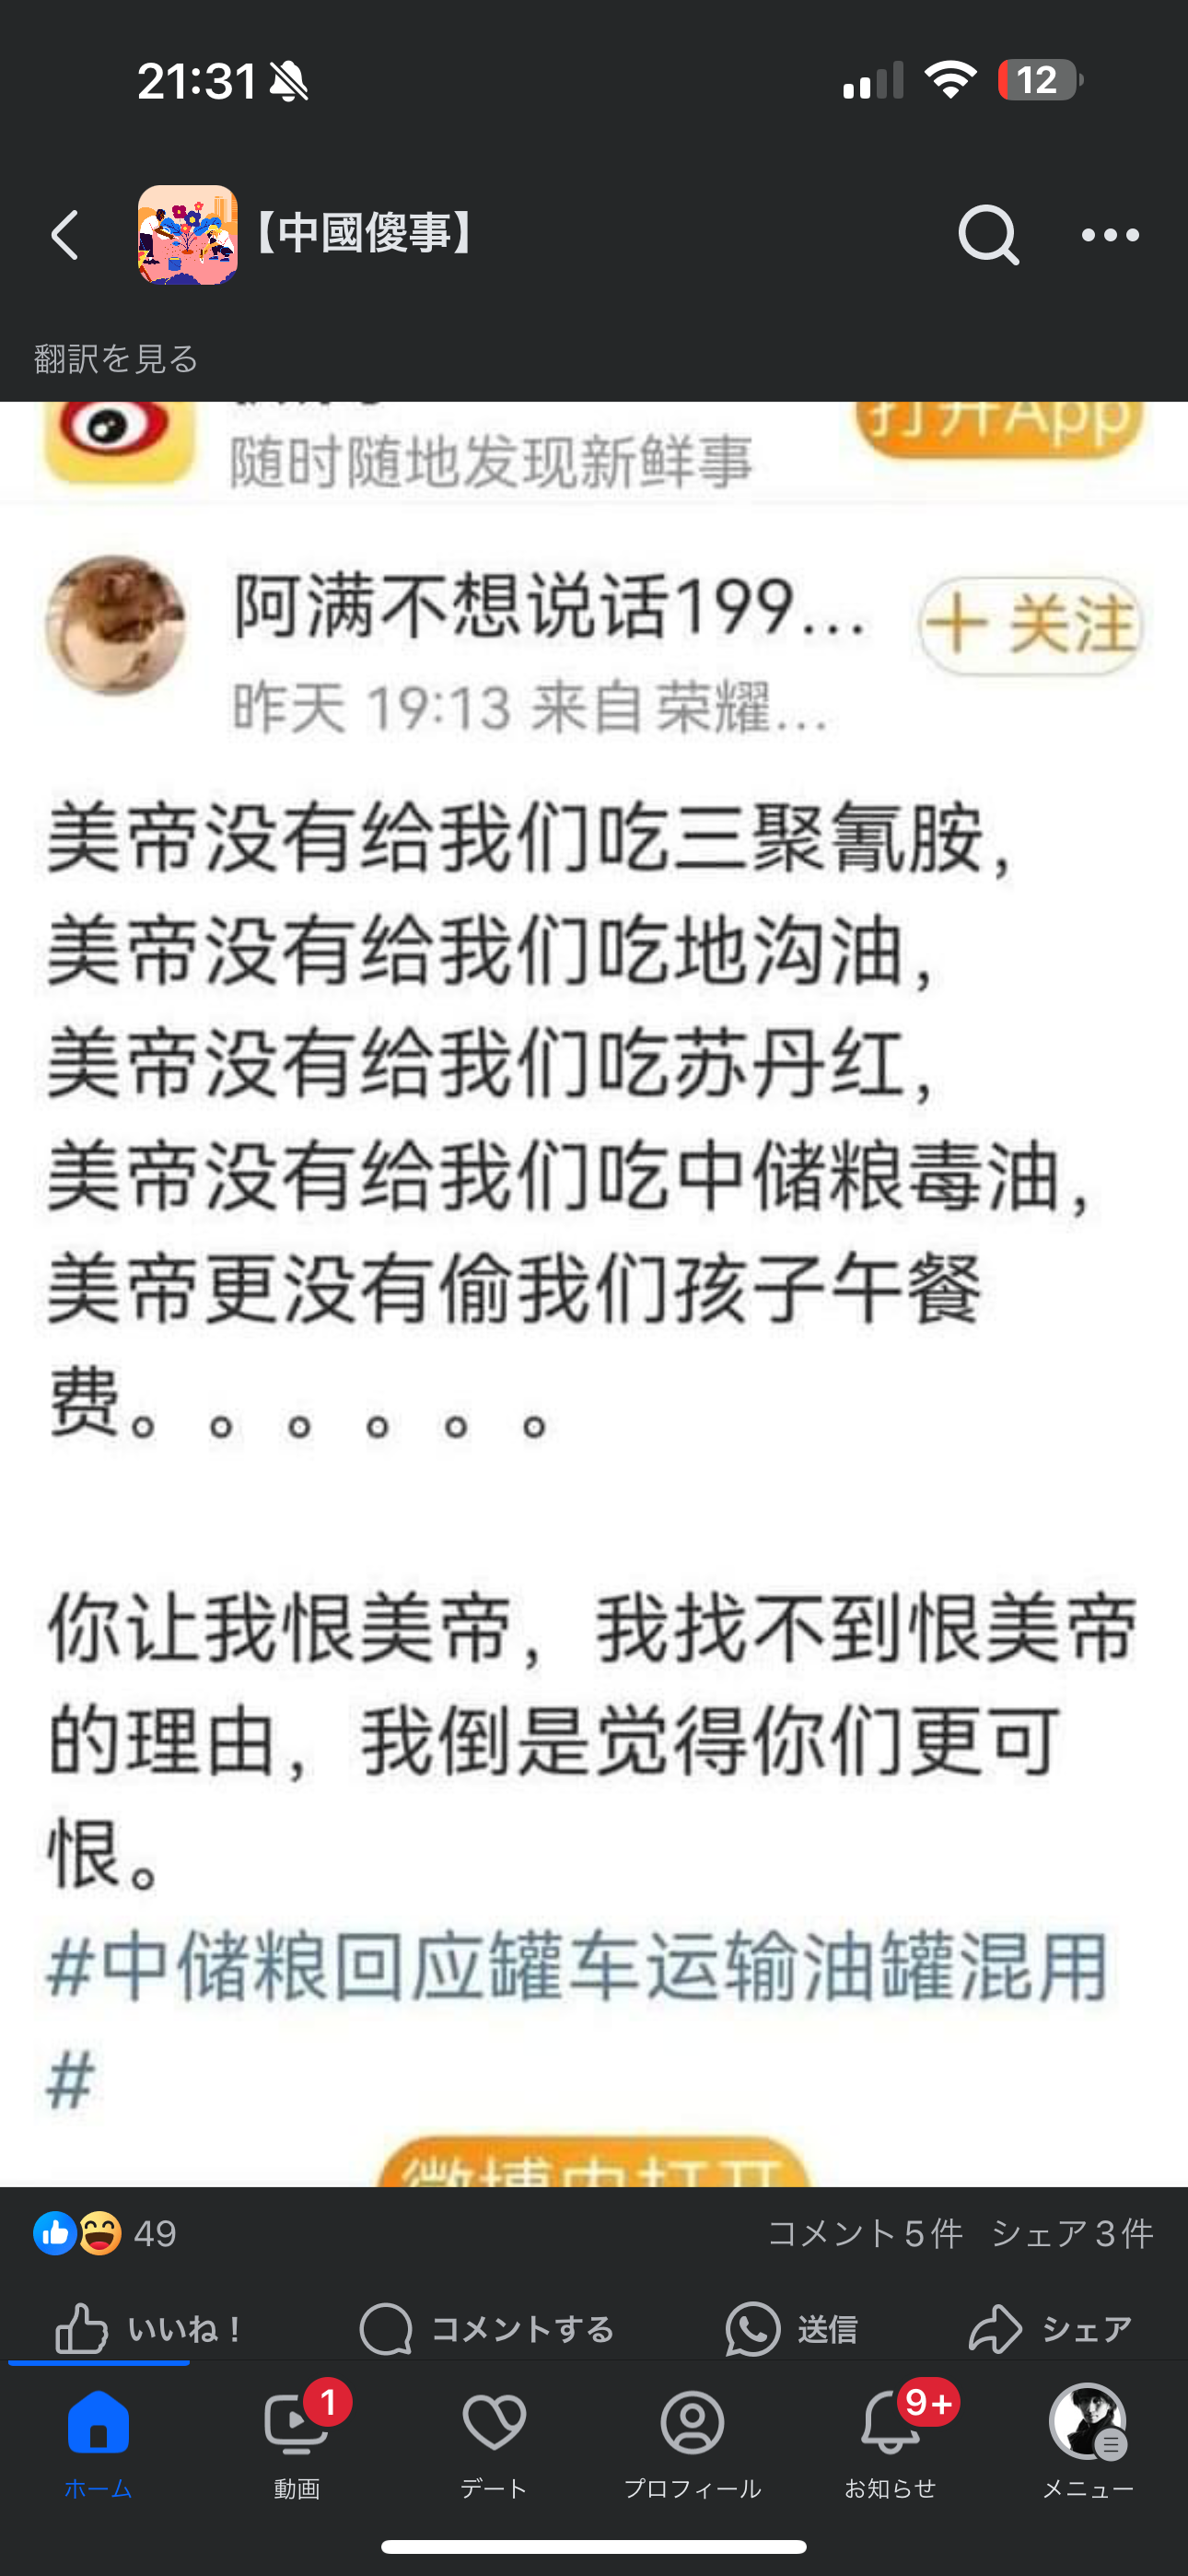 21:31
12
【中國傻事】
翻訳を見る
打开App
随时随地发现新鲜事
阿满不想说话199...
+ 关注
昨天 19:13 来自 荣耀...
美帝没有给我们吃三聚氰胺，
美帝没有给我们吃地沟油，
美帝没有给我们吃苏丹红，
美帝没有给我们吃中储粮毒油，
美帝更没有偷我们孩子午餐
费。。。。。。
你让我恨美帝，我找不到恨美帝
的理由，我倒是觉得你们更可
恨。
#中储粮回应罐车运输油罐混用
#
微博内打开
49
コメント5件 シェア3件
いいね！
コメントする
送信
シェア
1
9+
ホーム
動画
デート
プロフィール
お知らせ
メニュー